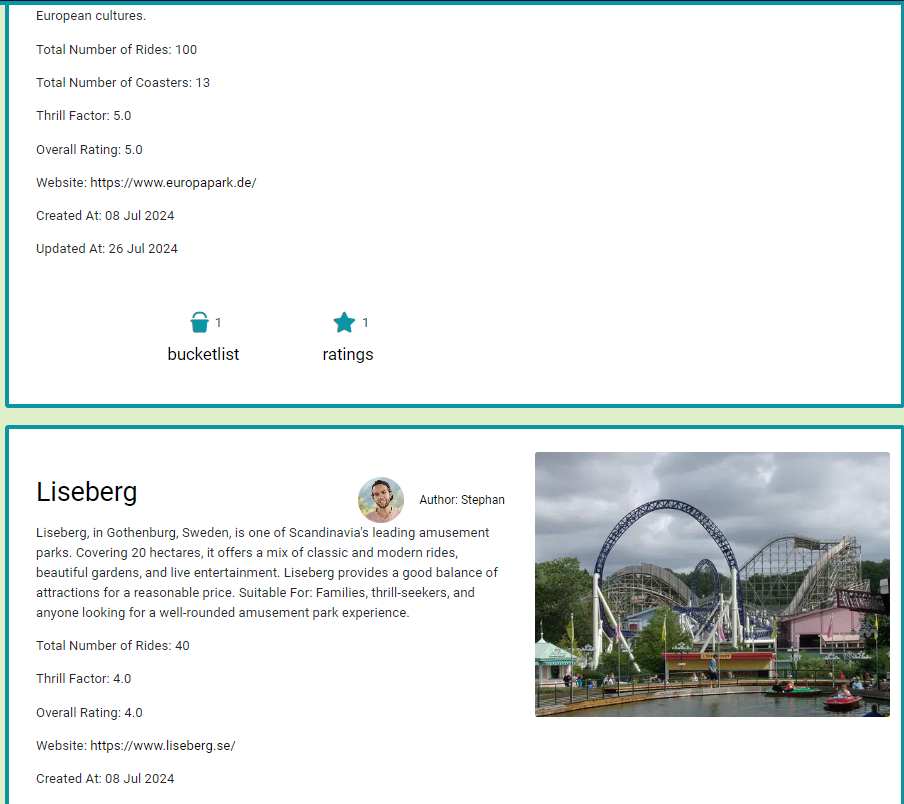 European cultures.
Total Number of Rides: 100
Total Number of Coasters: 13
Thrill Factor: 5.0
Overall Rating: 5.0
Website: https://www.europapark.de/
Created At: 08 Jul 2024
Updated At: 26 Jul 2024
1
1
bucketlist
ratings
Liseberg
Author: Stephan
Liseberg, in Gothenburg, Sweden, is one of Scandinavia's leading amusement
parks. Covering 20 hectares, it offers a mix of classic and modern rides,
beautiful gardens, and live entertainment. Liseberg provides a good balance of
attractions for a reasonable price. Suitable For: Families, thrill-seekers, and
anyone looking for a well-rounded amusement park experience.
Total Number of Rides: 40
Thrill Factor: 4.0
Overall Rating: 4.0
Website: https://www.liseberg.se/
Created At: 08 Jul 2024